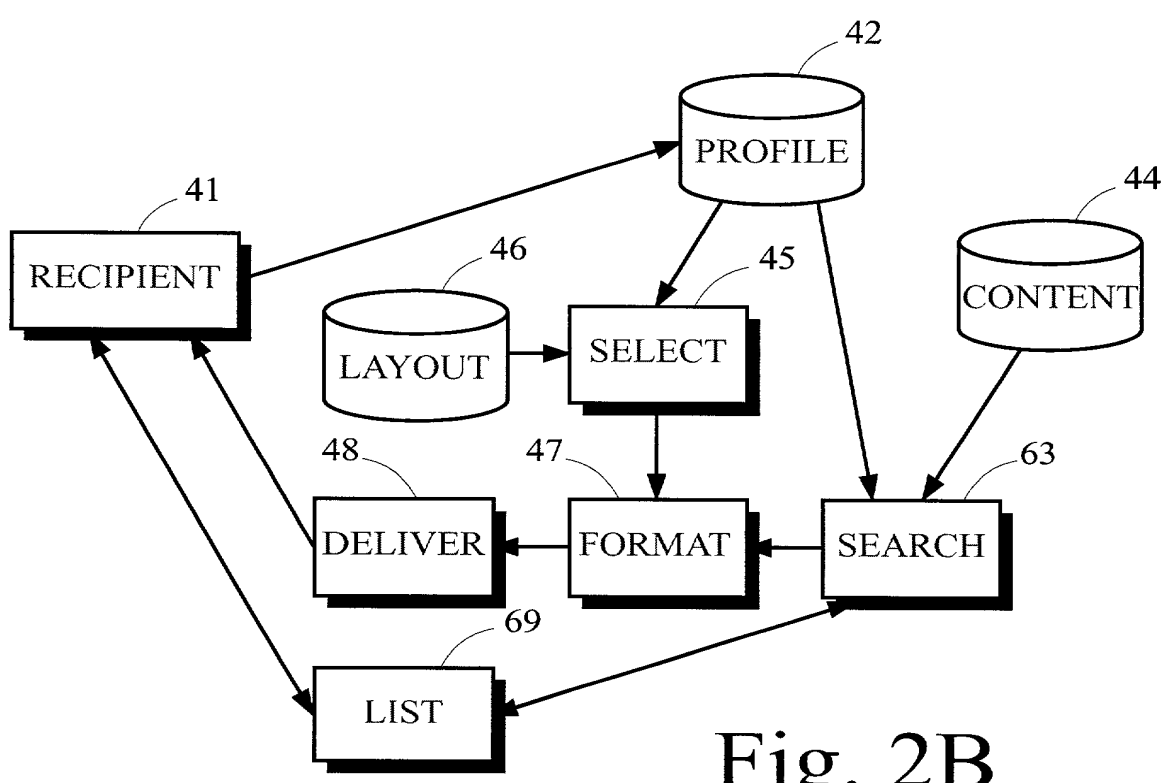 42
PROFILE
41
44
RECIPIENT
46
45
CONTENT
LAYOUT
SELECT
48
47
63
DELIVER
FORMAT
SEARCH
69
LIST
Fig. 2B